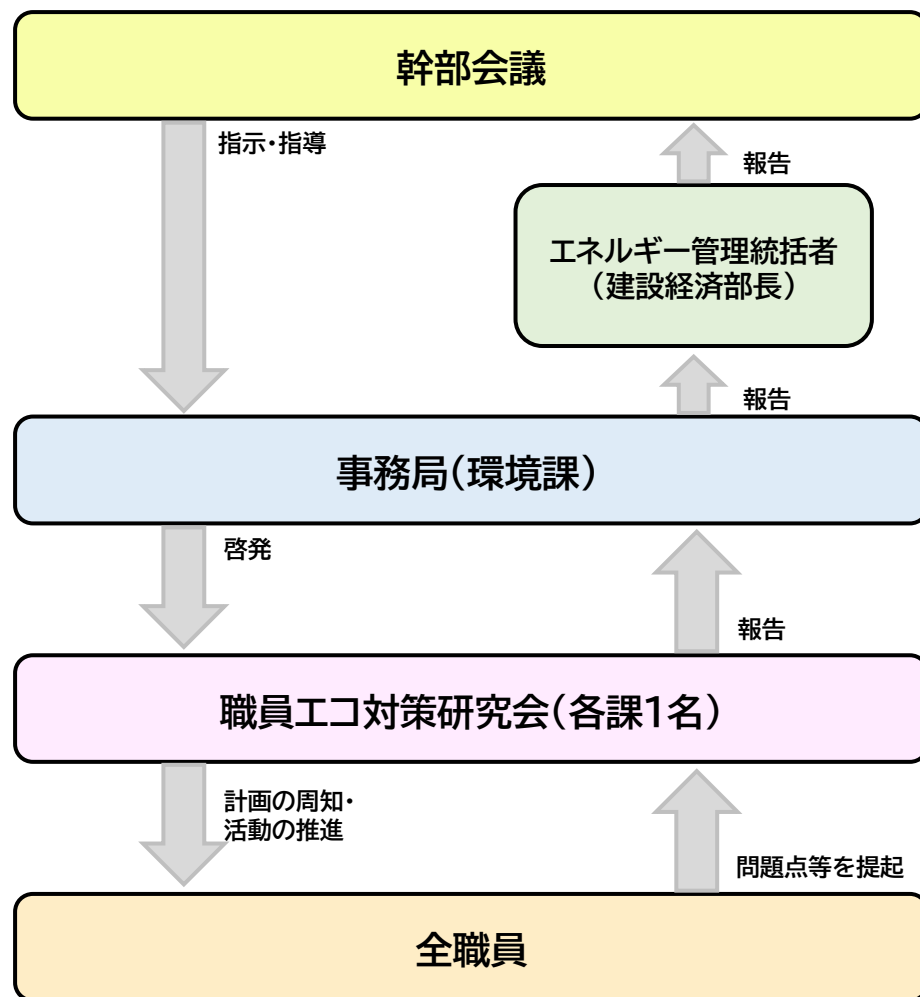 幹部会議
指示・指導
報告
エネルギー管理統括者
（建設経済部長）
報告
事務局（環境課）
啓発
報告
職員エコ対策研究会（各課1名）
計画の周知・
活動の推進
問題点等を提起
全職員